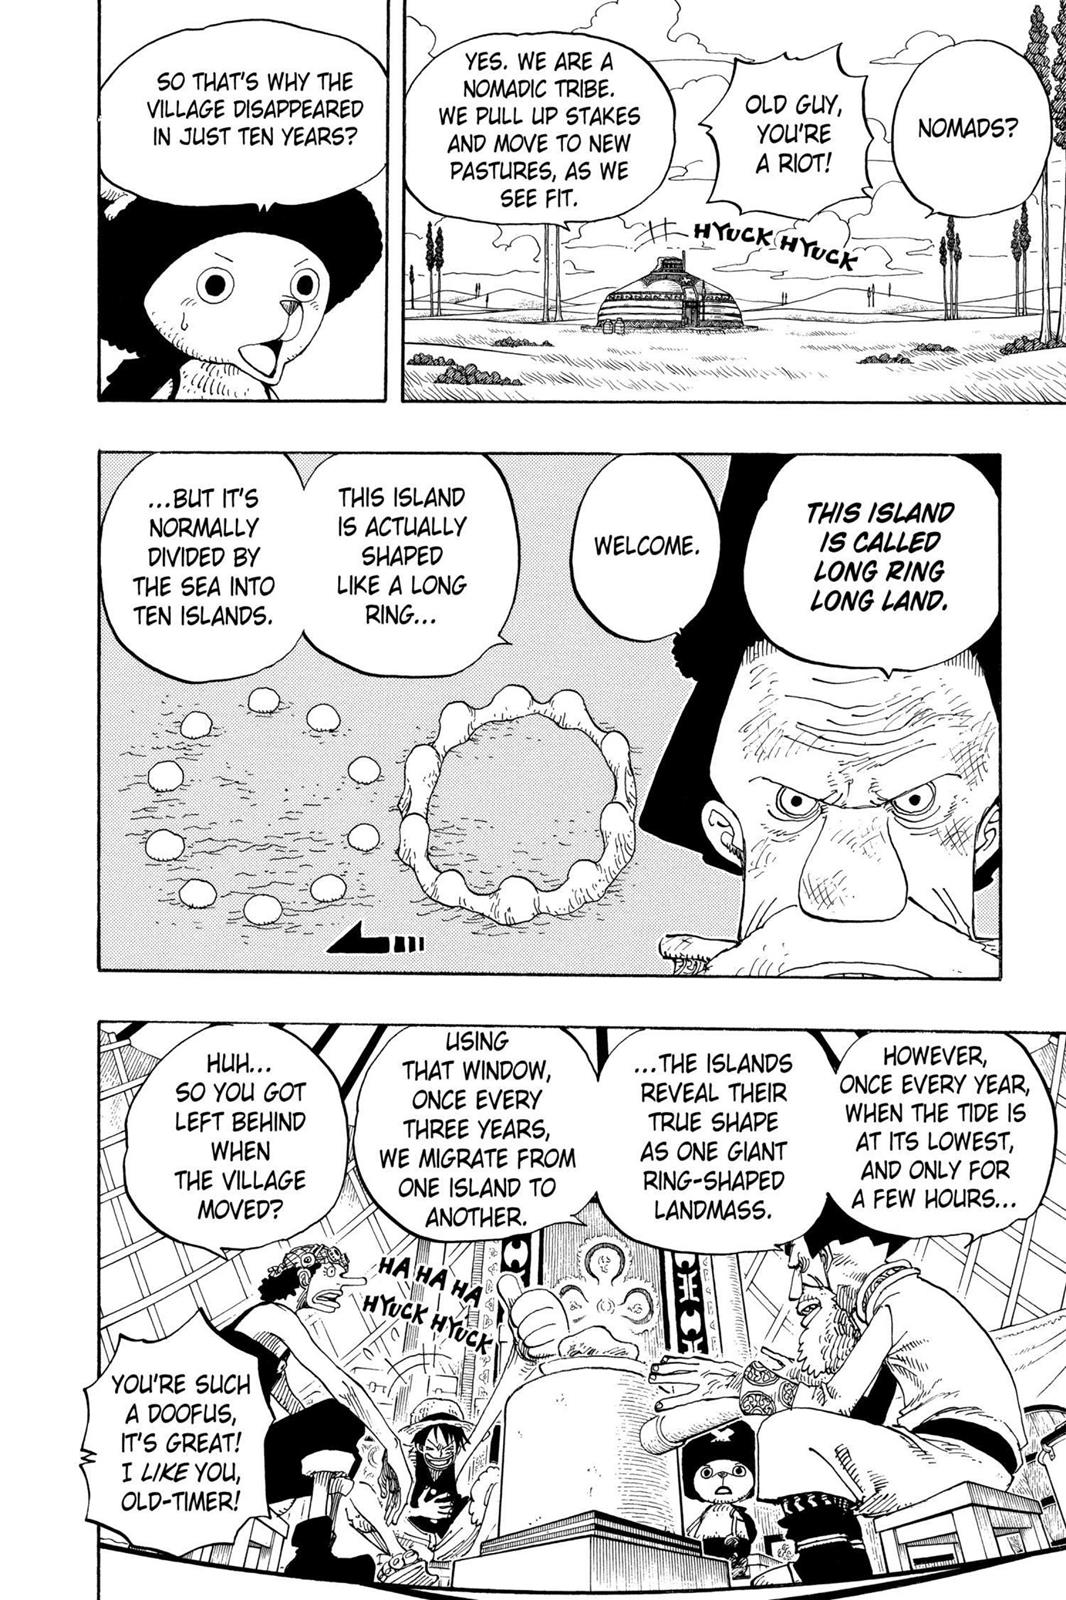 NOMADS?
OLD GUY,
YOU'RE
A RIOT!
HYUCK HYUCK
YES. WE ARE A
NOMADIC TRIBE.
WE PULL UP STAKES
AND MOVE TO NEW
PASTURES, AS WE
SEE FIT.
SO THAT'S WHY THE
VILLAGE DISAPPEARED
IN JUST TEN YEARS?
THIS ISLAND
IS CALLED
LONG RING
LONG LAND.
WELCOME.
THIS ISLAND
IS ACTUALLY
SHAPED
LIKE A LONG
RING...
...BUT IT'S
NORMALLY
DIVIDED BY
THE SEA INTO
TEN ISLANDS.
HOWEVER,
ONCE EVERY YEAR,
WHEN THE TIDE IS
AT ITS LOWEST,
AND ONLY FOR
A FEW HOURS...
...THE ISLANDS
REVEAL THEIR
TRUE SHAPE
AS ONE GIANT
RING-SHAPED
LANDMASS.
USING
THAT WINDOW,
ONCE EVERY
THREE YEARS,
WE MIGRATE FROM
ONE ISLAND TO
ANOTHER.
HUH...
SO YOU GOT
LEFT BEHIND
WHEN
THE VILLAGE
MOVED?
HA HA HA
HYUCK HYUCK
YOU'RE SUCH
A DOOFUS,
IT'S GREAT!
I LIKE YOU,
OLD-TIMER!